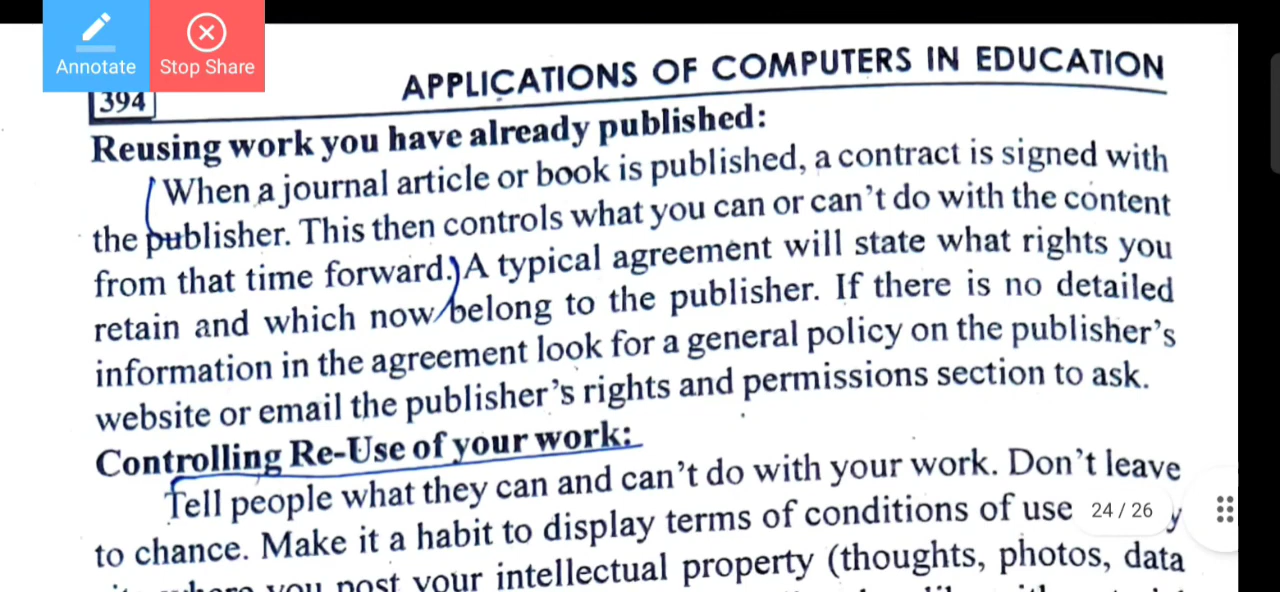 Annotate
Stop Share
394
APPLICATIONS OF COMPUTERS IN EDUCATION
Reusing work you have already published:
When a journal article or book is published, a contract is signed with
the publisher. This then controls what you can or can't do with the content
from that time forward. A typical agreement will state what rights you
retain and which now belong to the publisher. If there is no detailed
information in the agreement look for a general policy on the publisher's
website or email the publisher's rights and permissions section to ask.
Controlling Re-Use of your work:
Tell people what they can and can't do with your work. Don't leave
to chance. Make it a habit to display terms of conditions of use
24 / 26
where you post your intellectual property (thoughts, photos, data